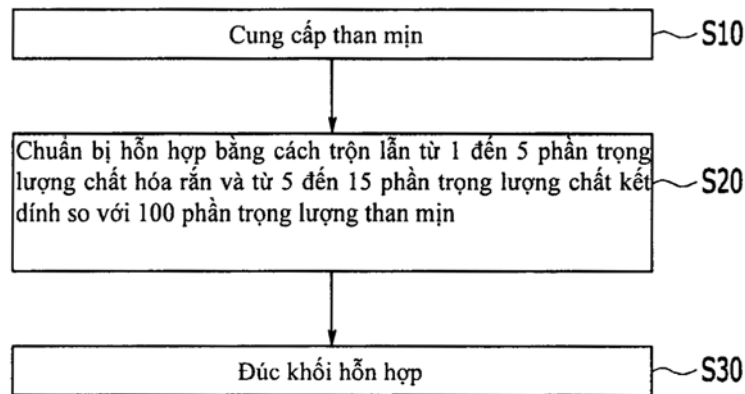 Cung cấp than mịn
S10
Chuẩn bị hỗn hợp bằng cách trộn lẫn từ 1 đến 5 phần trọng
lượng chất hóa rắn và từ 5 đến 15 phần trọng lượng chất kết
dính so với 100 phần trọng lượng than mịn
S20
Đúc khối hỗn hợp
S30